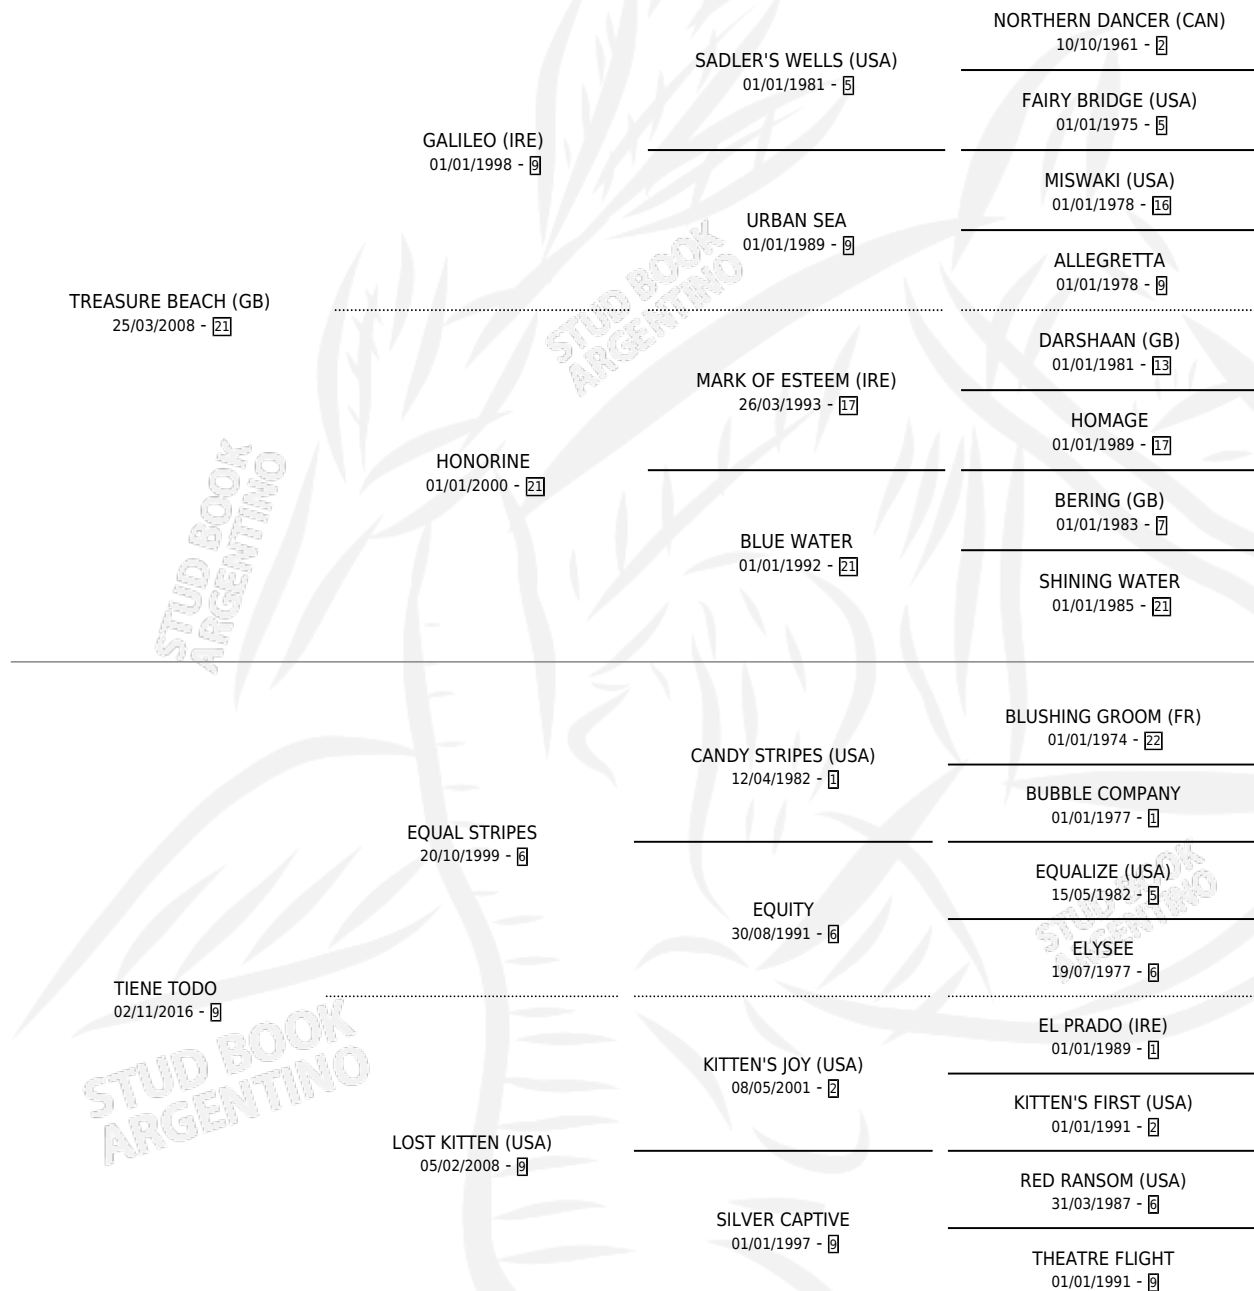 NORTHERN DANCER (CAN)
10/10/1961 - 2
SADLER'S WELLS (USA)
01/01/1981 - 5
FAIRY BRIDGE (USA)
01/01/1975 - 5
GALILEO (IRE)
01/01/1998 - 9
MISWAKI (USA)
01/01/1978 - 16
URBAN SEA
01/01/1989 - 9
ALLEGRETTA
01/01/1978 - 9
TREASURE BEACH (GB)
25/03/2008 - 21
STUD BOOK
ARGENTINO
DARSHAAN (GB)
01/01/1981 - 13
MARK OF ESTEEM (IRE)
26/03/1993 - 17
HOMAGE
01/01/1989 - 17
HONORINE
01/01/2000 - 21
BERING (GB)
01/01/1983 - 7
BLUE WATER
01/01/1992 - 21
SHINING WATER
01/01/1985 - 21
STUD BOOK
ARGENTINO
BLUSHING GROOM (FR)
01/01/1974 - 22
CANDY STRIPES (USA)
12/04/1982 - 1
BUBBLE COMPANY
01/01/1977 - 1
EQUAL STRIPES
20/10/1999 - 6
EQUALIZE (USA)
15/05/1982 - 5
EQUITY
30/08/1991 - 6
ELYSEE
19/07/1977 - 6
STUD BOOK
ARGENTINO
TIENE TODO
02/11/2016 - 9
STUD BOOK
ARGENTINO
EL PRADO (IRE)
01/01/1989 - 1
KITTEN'S JOY (USA)
08/05/2001 - 2
KITTEN'S FIRST (USA)
01/01/1991 - 2
LOST KITTEN (USA)
05/02/2008 - 9
RED RANSOM (USA)
31/03/1987 - 6
SILVER CAPTIVE
01/01/1997 - 9
THEATRE FLIGHT
01/01/1991 - 9